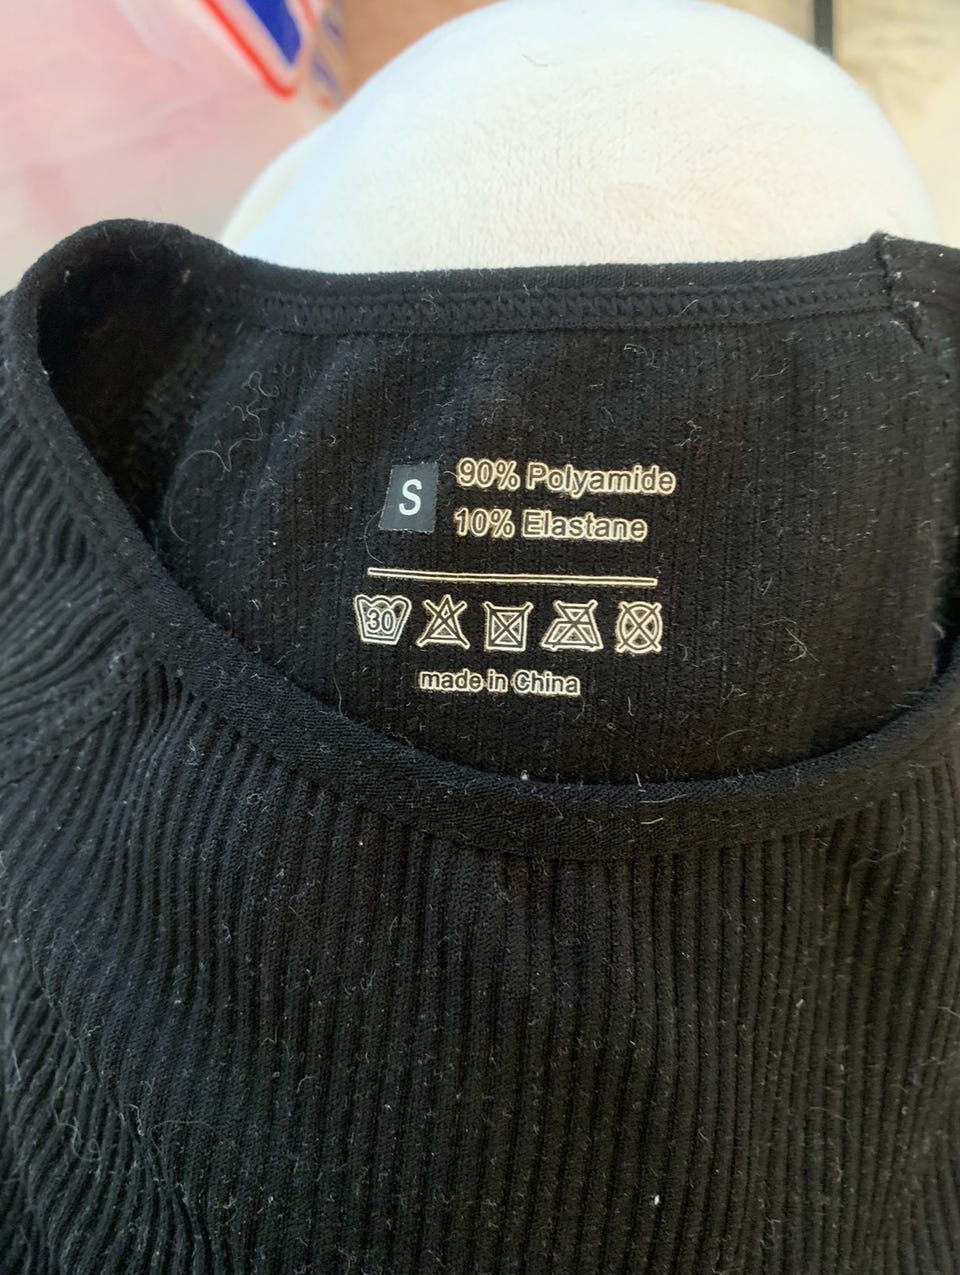 S
90% Polyamide
10% Elastane
30
made in China